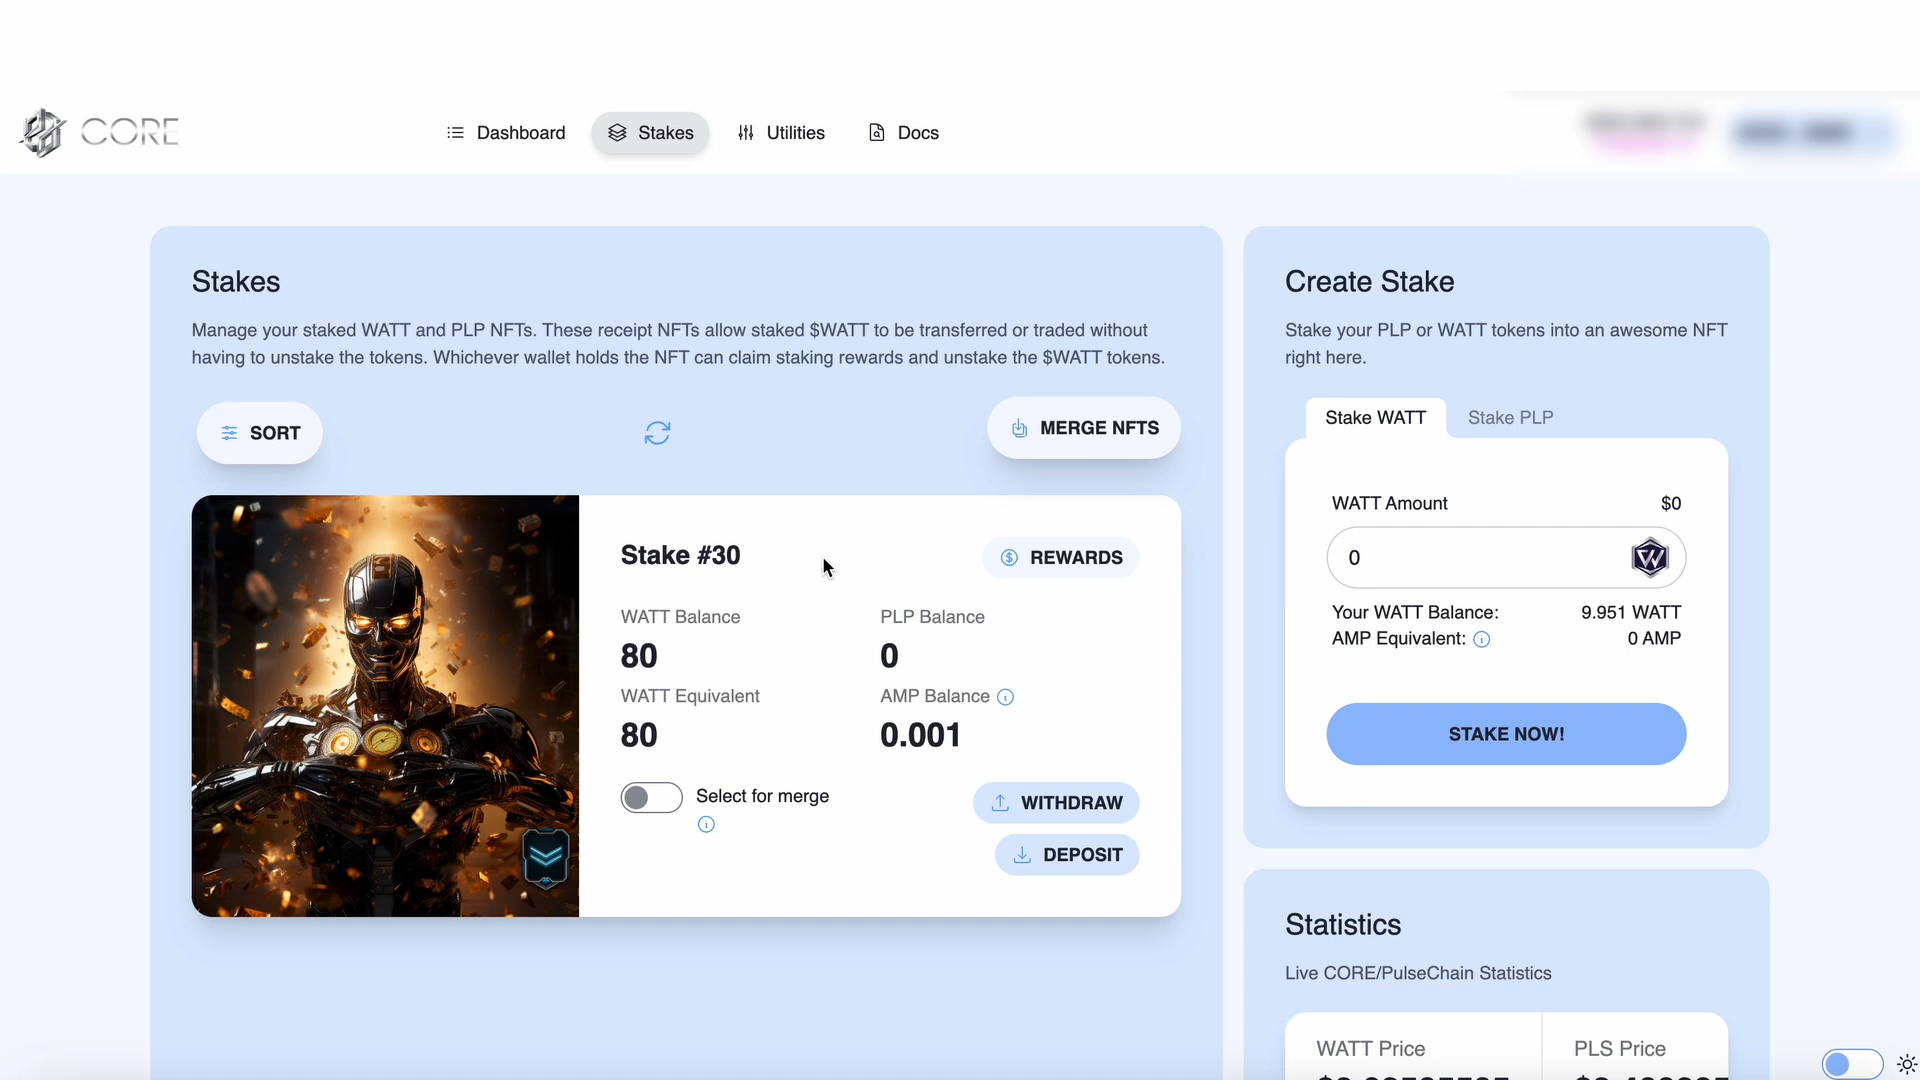 CORE
Dashboard
Stakes
Utilities
Docs
Stakes
Manage your staked WATT and PLP NFTs. These receipt NFTs allow staked $WATT to be transferred or traded without
having to unstake the tokens. Whichever wallet holds the NFT can claim staking rewards and unstake the $WATT tokens.
SORT
MERGE NFTS
Stake #30
REWARDS
WATT Balance
PLP Balance
80
0
WATT Equivalent
AMP Balance
80
0.001
Select for merge
WITHDRAW
DEPOSIT
Create Stake
Stake your PLP or WATT tokens into an awesome NFT
right here.
Stake WATT
Stake PLP
WATT Amount
$0
0
Your WATT Balance:
9.951 WATT
AMP Equivalent:
0 AMP
STAKE NOW!
Statistics
Live CORE/PulseChain Statistics
WATT Price
PLS Price